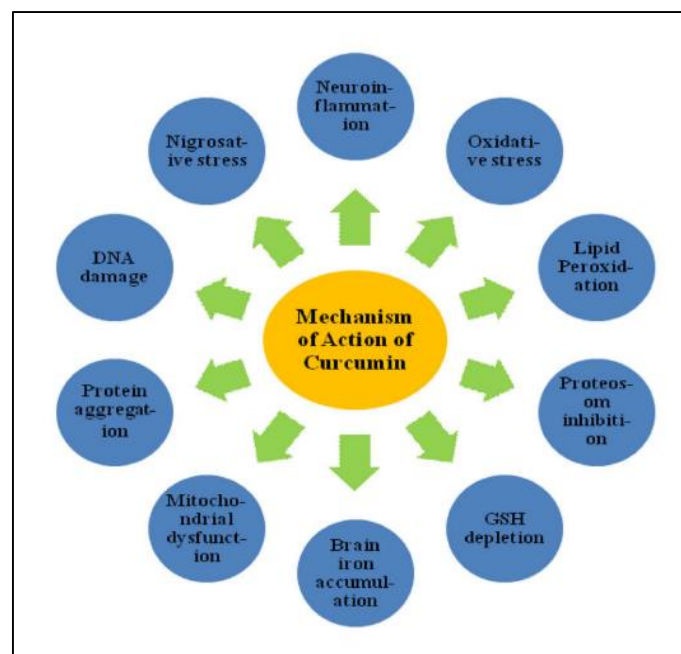 Neuroin-
flammat-
ion
Oxidati-
ve stress
Lipid
Peroxid-
ation
Proteos-
om
inhibiti-
on
GSH
depletion
Brain
iron
accumul-
ation
Mitocho-
ndrial
dysfunct-
ion
Protein
aggregat-
ion
DNA
damage
Nigrosat-
ive stress
Mechanism
of Action of
Curcumin